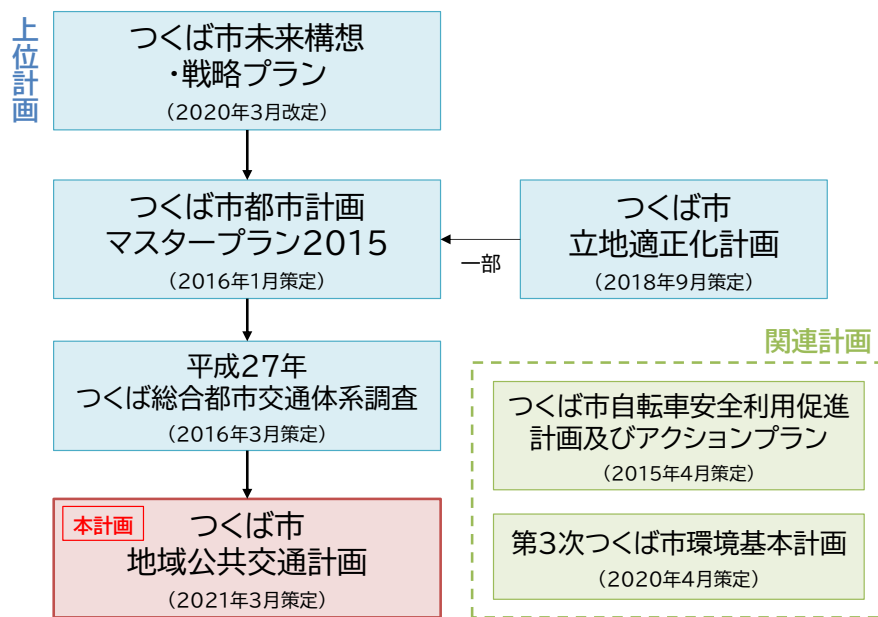 上位計画
つくば市未来構想
・戦略プラン
（2020年3月改定）
つくば市都市計画
マスタープラン2015
（2016年1月策定）
一部
つくば市
立地適正化計画
（2018年9月策定）
平成27年
つくば総合都市交通体系調査
（2016年3月策定）
本計画
つくば市
地域公共交通計画
（2021年3月策定）
関連計画
つくば市自転車安全利用促進
計画及びアクションプラン
（2015年4月策定）
第3次つくば市環境基本計画
（2020年4月策定）